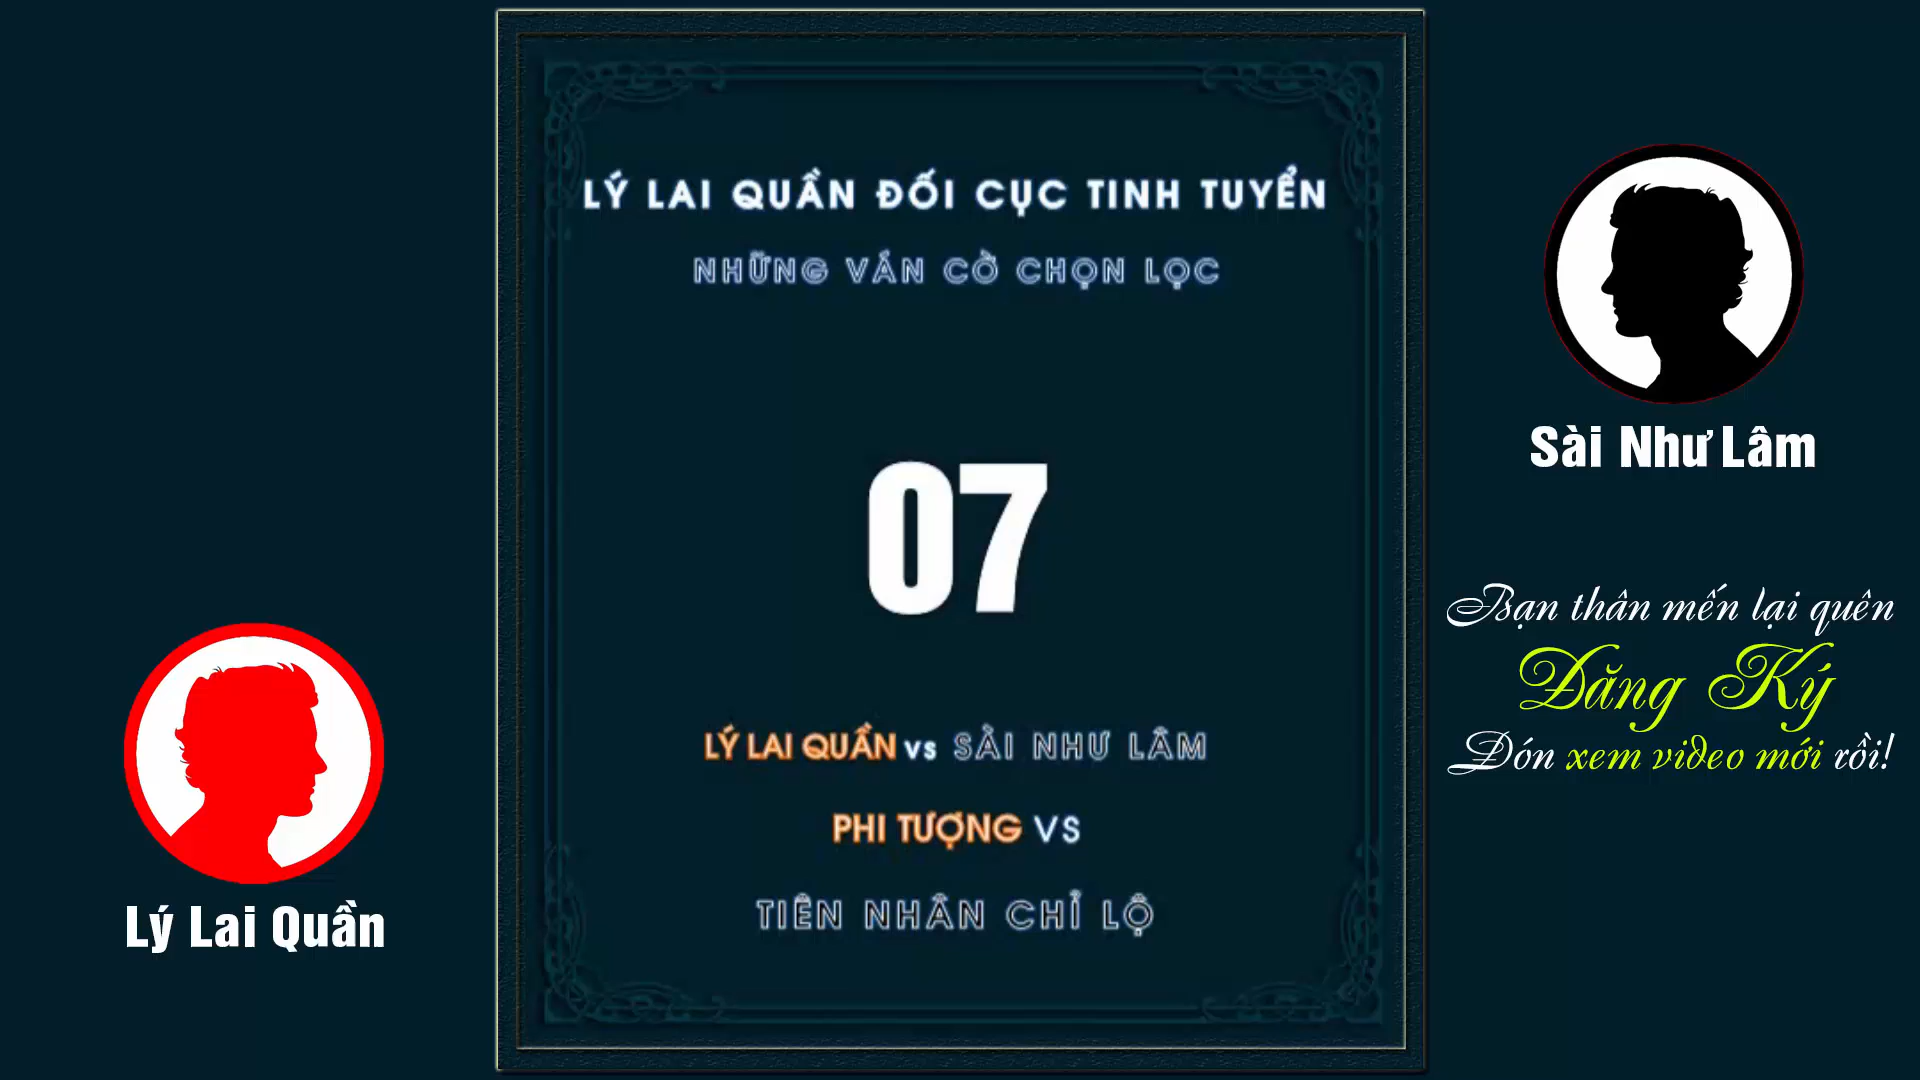 LÝ LAI QUẦN ĐỐI CỤC TINH TUYỂN
NHỮNG VÁN CỜ CHỌN LỌC
07
LÝ LAI QUẦN vs SÀI NHƯ LÂM
PHI TƯỢNG VS
TIÊN NHÂN CHỈ LỘ
Lý Lai Quần
Sài Như Lâm
Bạn thân mến lại quên
Đăng Ký
Đón xem video mới rồi!